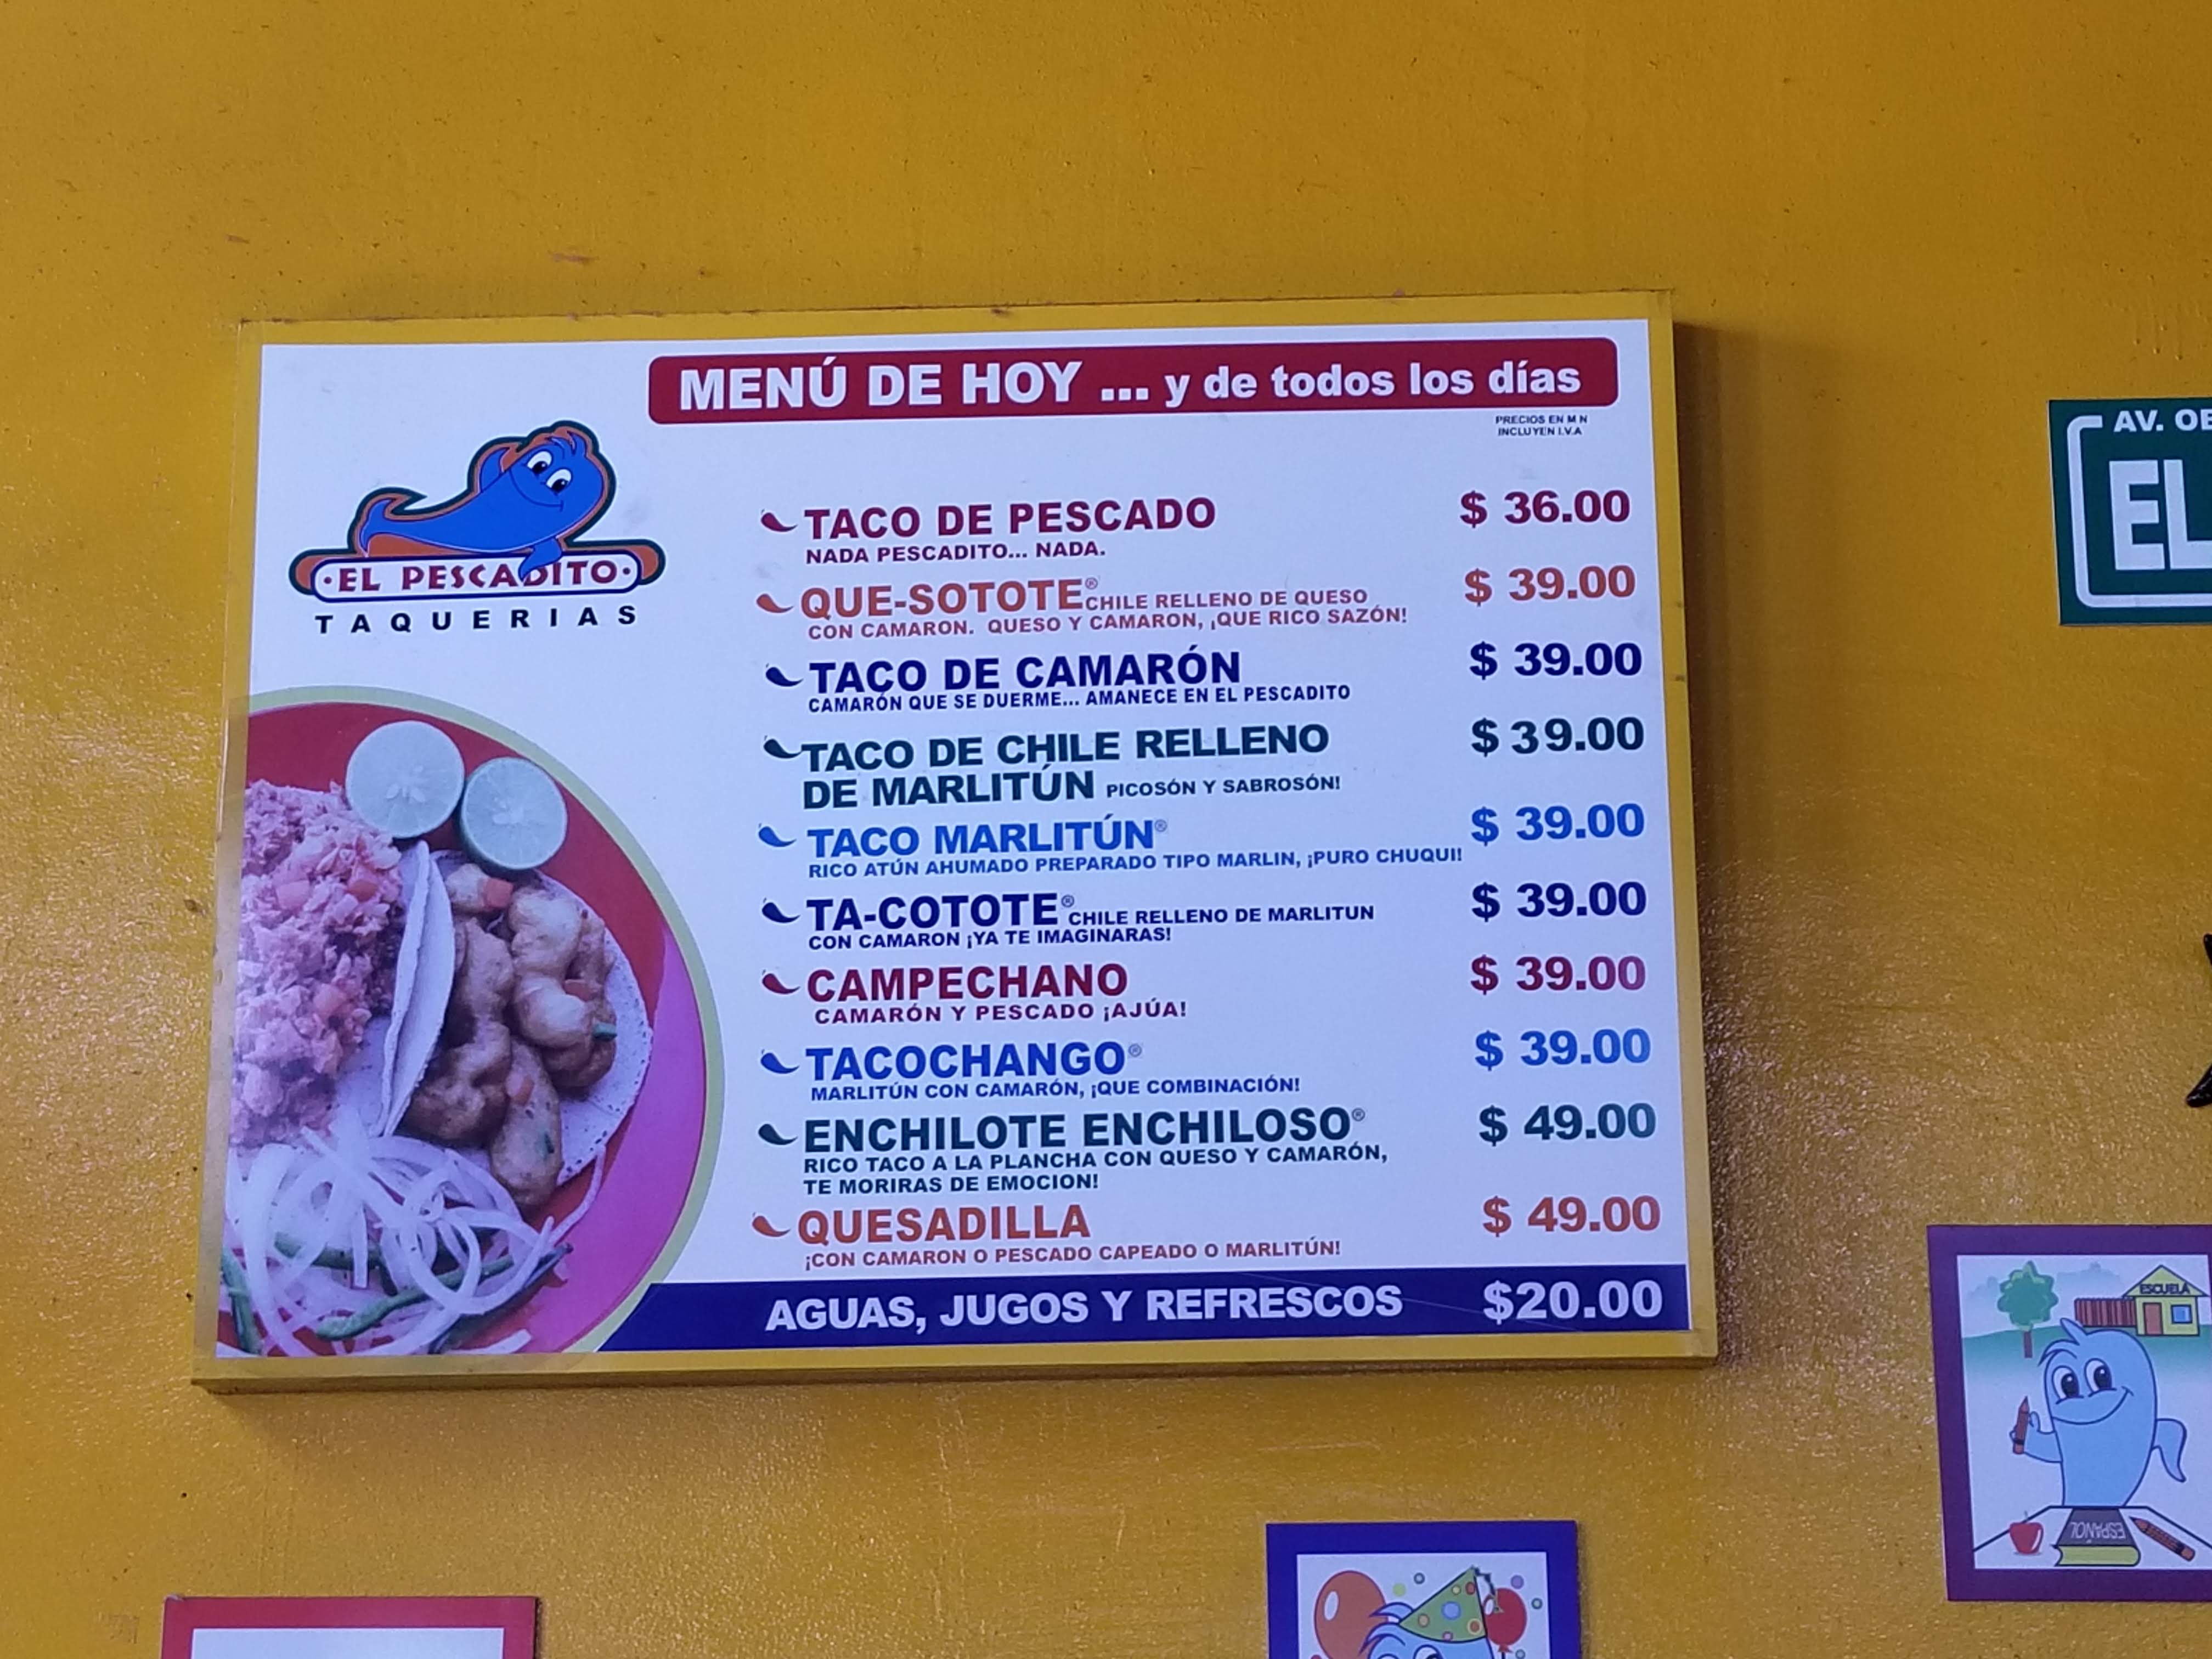 MENÚ DE HOY ... y de todos los días
PRECIOS EN M N
INCLUYEN I.V.A
·EL PESCADITO·
TAQUERIAS
TACO DE PESCADO $ 36.00
NADA PESCADITO... NADA.
QUE-SOTOTE® CHILE RELLENO DE QUESO $ 39.00
CON CAMARON. QUESO Y CAMARON, ¡QUE RICO SAZÓN!
TACO DE CAMARÓN $ 39.00
CAMARÓN QUE SE DUERME... AMANECE EN EL PESCADITO
TACO DE CHILE RELLENO $ 39.00
DE MARLITÚN PICOSÓN Y SABROSÓN!
TACO MARLITÚN® $ 39.00
RICO ATÚN AHUMADO PREPARADO TIPO MARLIN, ¡PURO CHUQUI!
TA-COTOTE® CHILE RELLENO DE MARLITUN $ 39.00
CON CAMARON ¡YA TE IMAGINARAS!
CAMPECHANO $ 39.00
CAMARÓN Y PESCADO ¡AJÚA!
TACOCHANGO® $ 39.00
MARLITÚN CON CAMARÓN, ¡QUE COMBINACIÓN!
ENCHILOTE ENCHILOSO® $ 49.00
RICO TACO A LA PLANCHA CON QUESO Y CAMARÓN,
TE MORIRAS DE EMOCION!
QUESADILLA $ 49.00
¡CON CAMARON O PESCADO CAPEADO O MARLITÚN!
AGUAS, JUGOS Y REFRESCOS $20.00
AV. OB
EL
ESCUELA
ESPAÑOL